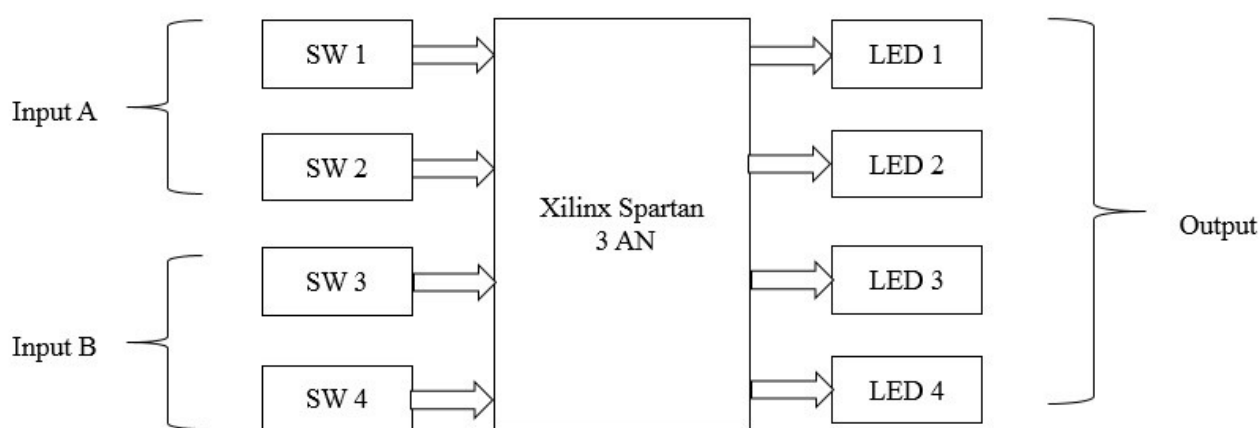 SW 1
LED 1
Input A
SW 2
LED 2
Xilinx Spartan
3 AN
Output
SW 3
LED 3
Input B
SW 4
LED 4